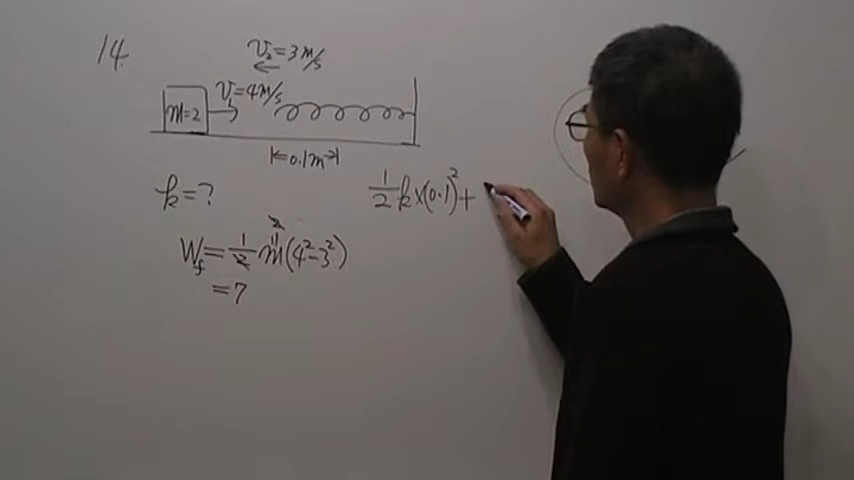 14.
v₂=3m/s
←
m=2
v₁=4m/s
|←0.1m→|
k=?
½k×(0.1)²+
2
W_f=½m(4²-3²)
=7